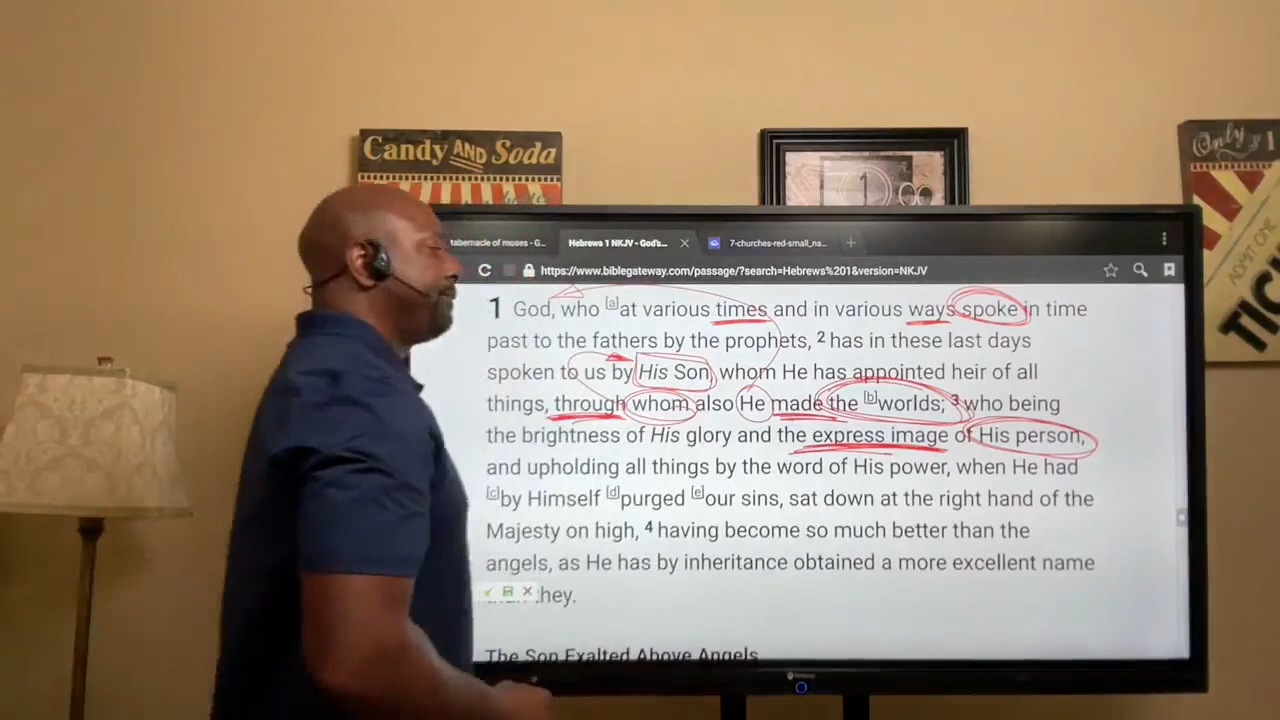 Candy AND Soda
1
Only
ADMIT ONE
TIC
tabernacle of moses - G...
Hebrews 1 NKJV - God's...
7-churches-red-small_na...
https://www.biblegateway.com/passage/?search=Hebrews%201&version=NKJV
1 God, who [a]at various times and in various ways spoke in time
past to the fathers by the prophets, 2 has in these last days
spoken to us by His Son, whom He has appointed heir of all
things, through whom also He made the [b]worlds; 3 who being
the brightness of His glory and the express image of His person,
and upholding all things by the word of His power, when He had
[c]by Himself [d]purged [e]our sins, sat down at the right hand of the
Majesty on high, 4 having become so much better than the
angels, as He has by inheritance obtained a more excellent name
they.
The Son Exalted Above Angels